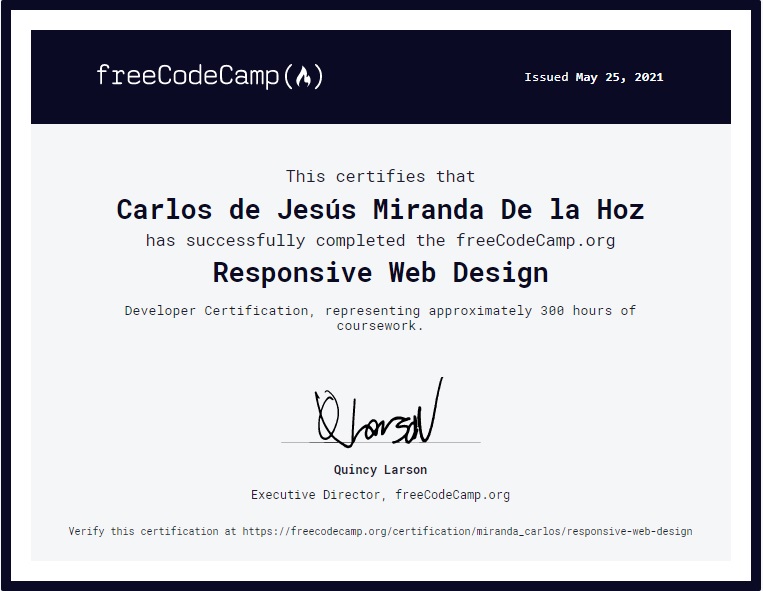 freeCodeCamp(🔥)
Issued May 25, 2021
This certifies that
Carlos de Jesús Miranda De la Hoz
has successfully completed the freeCodeCamp.org
Responsive Web Design
Developer Certification, representing approximately 300 hours of
coursework.
Q Larson
Quincy Larson
Executive Director, freeCodeCamp.org
Verify this certification at https://freecodecamp.org/certification/miranda_carlos/responsive-web-design